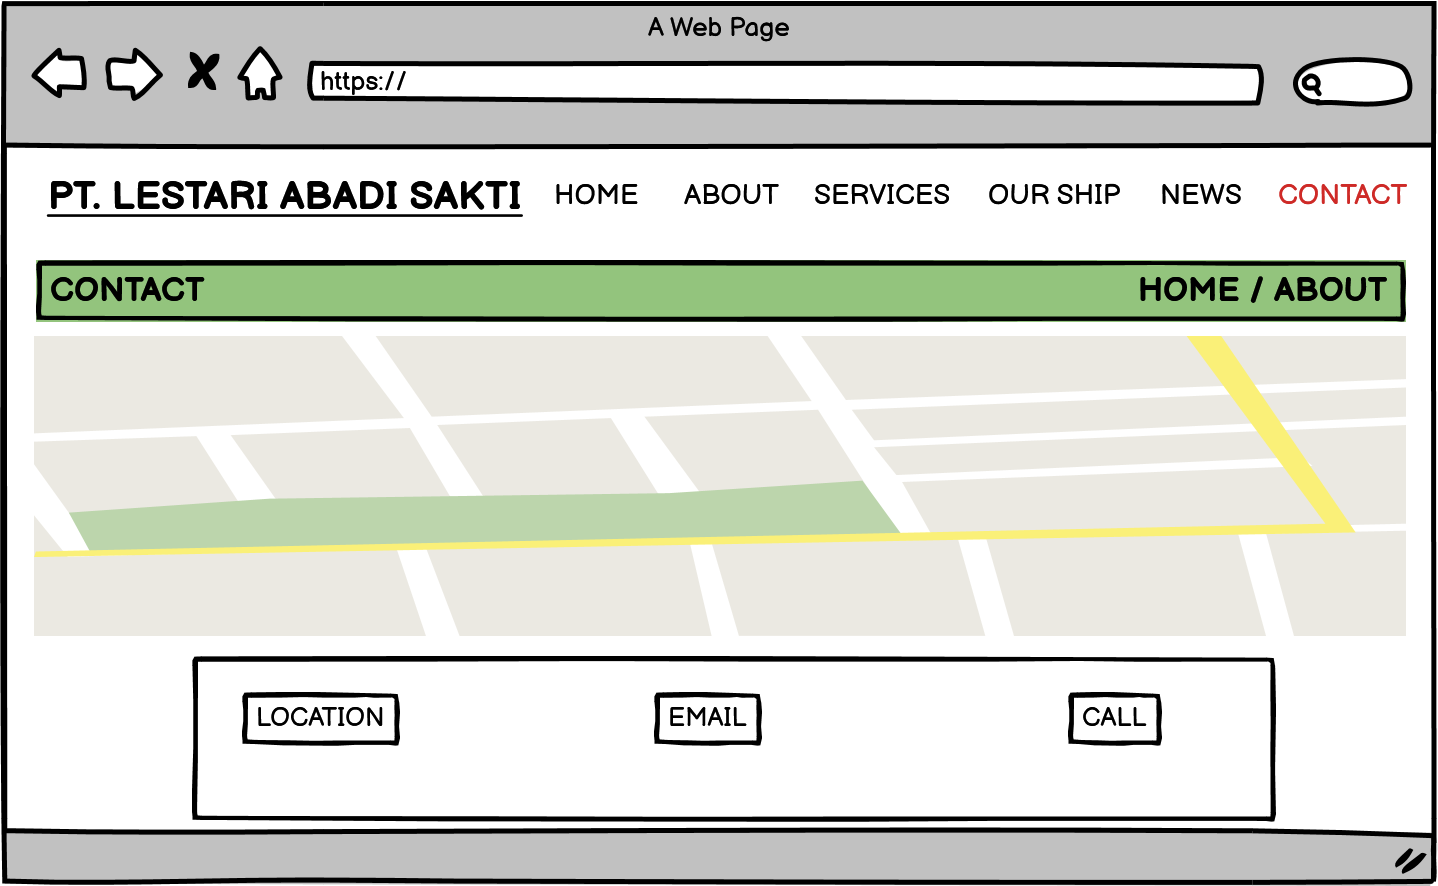 A Web Page
https://
PT. LESTARI ABADI SAKTI HOME ABOUT SERVICES OUR SHIP NEWS CONTACT
CONTACT HOME / ABOUT
LOCATION EMAIL CALL